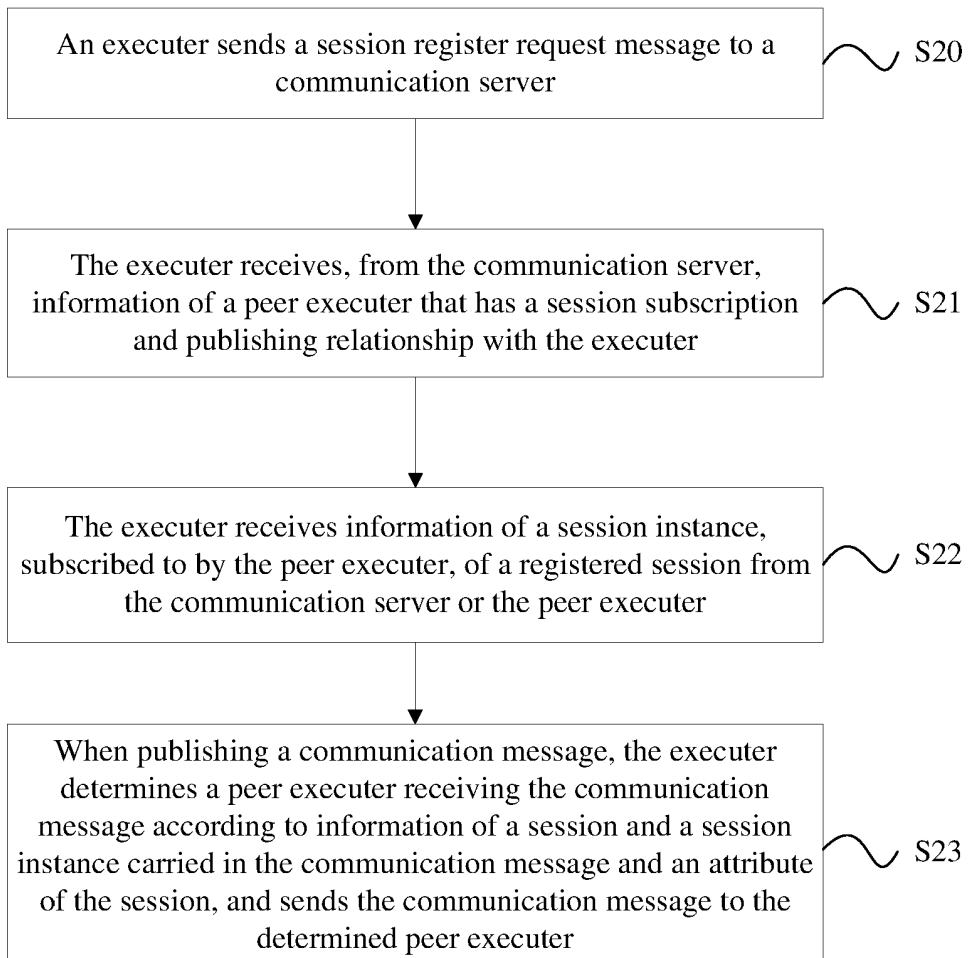 An executer sends a session register request message to a
communication server
S20
The executer receives, from the communication server,
information of a peer executer that has a session subscription
and publishing relationship with the executer
S21
The executer receives information of a session instance,
subscribed to by the peer executer, of a registered session from
the communication server or the peer executer
S22
When publishing a communication message, the executer
determines a peer executer receiving the communication
message according to information of a session and a session
instance carried in the communication message and an attribute
of the session, and sends the communication message to the
determined peer executer
S23